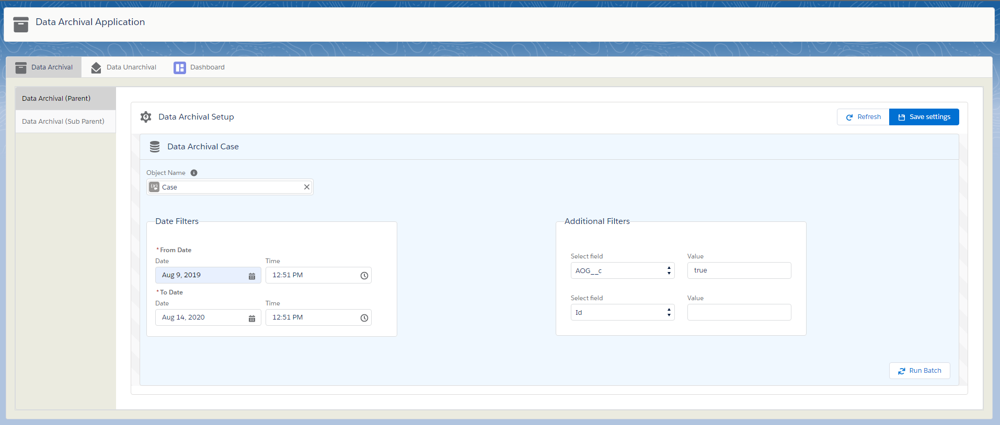 Data Archival Application
Data Archival
Data Unarchival
Dashboard
Data Archival (Parent)
Data Archival (Sub Parent)
Data Archival Setup
Refresh
Save settings
Data Archival Case
Object Name
Case
Date Filters
* From Date
Date
Time
Aug 9, 2019
12:51 PM
* To Date
Date
Time
Aug 14, 2020
12:51 PM
Additional Filters
Select field
Value
AOG__c
true
Select field
Value
Id
Run Batch